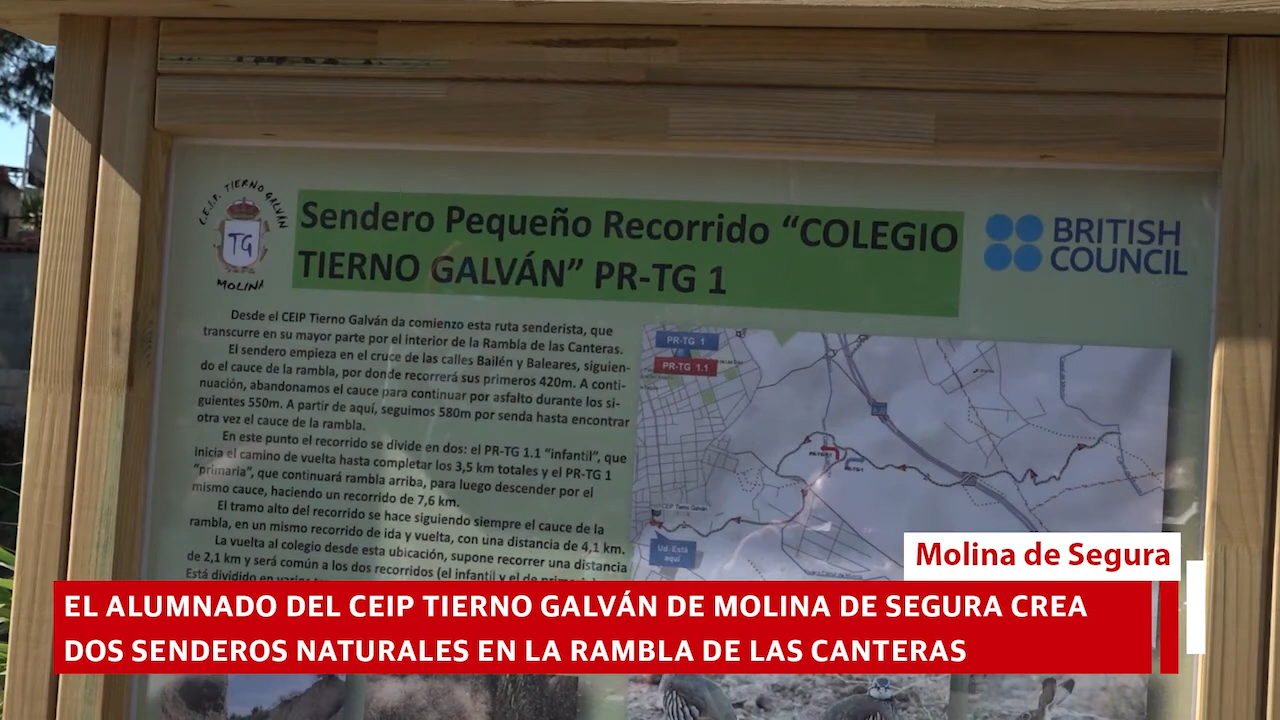 C.E.I.P. TIERNO GALVÁN
TG
MOLINA
Sendero Pequeño Recorrido “COLEGIO
TIERNO GALVÁN” PR-TG 1
BRITISH
COUNCIL
Desde el CEIP Tierno Galván da comienzo esta ruta senderista, que
transcurre en su mayor parte por el interior de la Rambla de las Canteras.
El sendero empieza en el cruce de las calles Bailén y Baleares, siguien-
do el cauce de la rambla, por donde recorrerá sus primeros 420m. A conti-
nuación, abandonamos el cauce para continuar por asfalto durante los si-
guientes 550m. A partir de aquí, seguimos 580m por senda hasta encontrar
otra vez el cauce de la rambla.
En este punto el recorrido se divide en dos: el PR-TG 1.1 “infantil”, que
inicia el camino de vuelta hasta completar los 3,5 km totales y el PR-TG 1
“primaria”, que continuará rambla arriba, para luego descender por el
mismo cauce, haciendo un recorrido de 7,6 km.
El tramo alto del recorrido se hace siguiendo siempre el cauce de la
rambla, en un mismo recorrido de ida y vuelta, con una distancia de 4,1 km.
La vuelta al colegio desde esta ubicación, supone recorrer una distancia
de 2,1 km y será común a los dos recorridos (el infantil y el de
Está dividido en
PR-TG 1
PR-TG 1.1
CEIP Tierno Galván
Ud. Está
aquí
Molina de Segura
EL ALUMNADO DEL CEIP TIERNO GALVÁN DE MOLINA DE SEGURA CREA
DOS SENDEROS NATURALES EN LA RAMBLA DE LAS CANTERAS